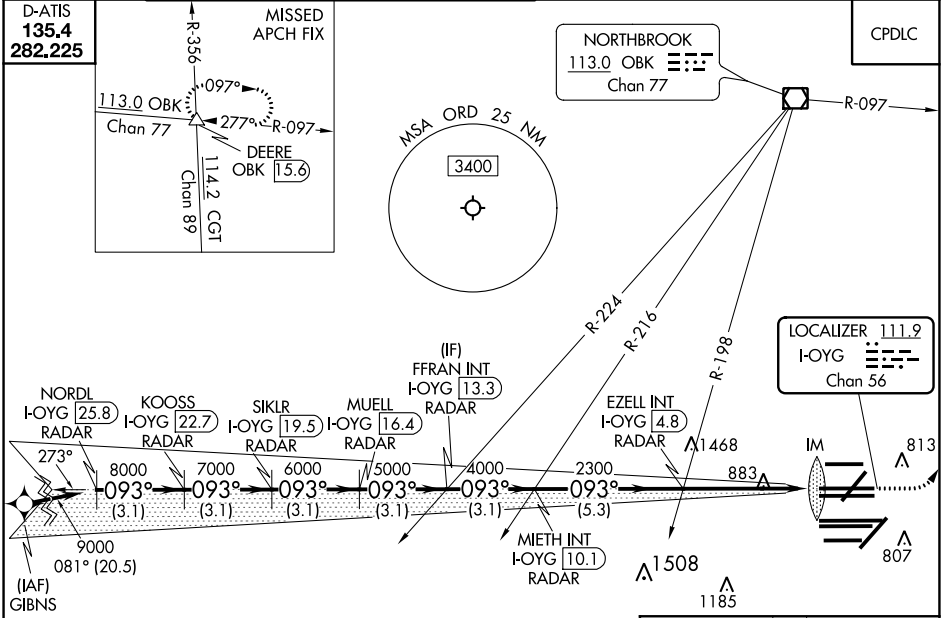 D-ATIS
135.4
282.225
MISSED
APCH FIX
R-356
097°
113.0 OBK
Chan 77
277°
R-097
DEERE
OBK 15.6
114.2 CGT
Chan 89
MSA ORD 25 NM
3400
NORTHBROOK
113.0 OBK
Chan 77
CPDLC
R-097
R-224
R-216
R-198
LOCALIZER 111.9
I-OYG
Chan 56
NORDL
I-OYG 25.8
RADAR
KOOSS
I-OYG 22.7
RADAR
SIKLR
I-OYG 19.5
RADAR
MUELL
I-OYG 16.4
RADAR
(IF)
FFRAN INT
I-OYG 13.3
RADAR
EZELL INT
I-OYG 4.8
RADAR
1468
IM
813
273°
8000
7000
6000
5000
4000
2300
883
093°
093°
093°
093°
093°
093°
(3.1)
(3.1)
(3.1)
(3.1)
(3.1)
(5.3)
9000
081° (20.5)
(IAF)
GIBNS
MIETH INT
I-OYG 10.1
RADAR
1508
1185
807